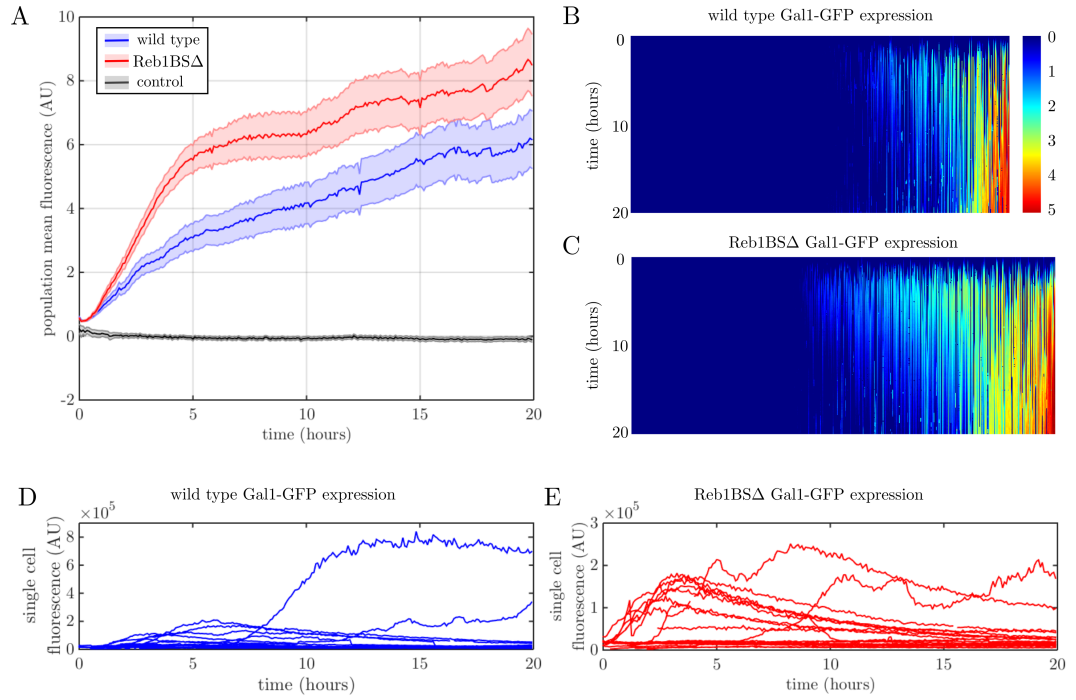 A
population mean fluorescence (AU)
10
8
6
4
2
0
-2
wild type
Reb1BSΔ
control
0
5
10
15
20
time (hours)
B
wild type Gal1-GFP expression
time (hours)
0
10
20
0
1
2
3
4
5
C
Reb1BSΔ Gal1-GFP expression
time (hours)
0
10
20
D
wild type Gal1-GFP expression
×10⁵
single cell
fluorescence (AU)
8
6
4
2
0
0
5
10
15
20
time (hours)
E
Reb1BSΔ Gal1-GFP expression
×10⁵
single cell
fluorescence (AU)
3
2
1
0
0
5
10
15
20
time (hours)